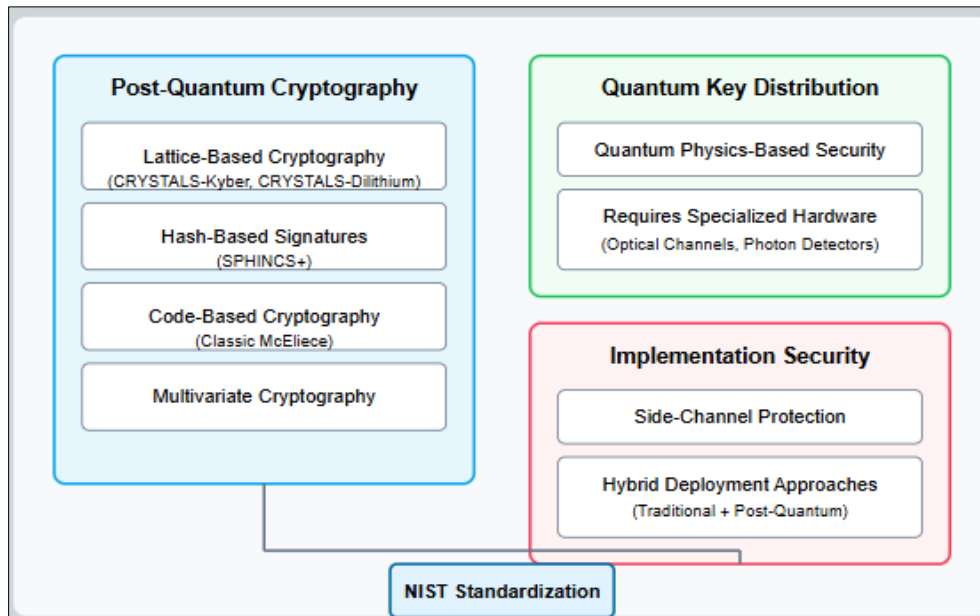 Post-Quantum Cryptography
Lattice-Based Cryptography
(CRYSTALS-Kyber, CRYSTALS-Dilithium)
Hash-Based Signatures
(SPHINCS+)
Code-Based Cryptography
(Classic McEliece)
Multivariate Cryptography
Quantum Key Distribution
Quantum Physics-Based Security
Requires Specialized Hardware
(Optical Channels, Photon Detectors)
Implementation Security
Side-Channel Protection
Hybrid Deployment Approaches
(Traditional + Post-Quantum)
NIST Standardization